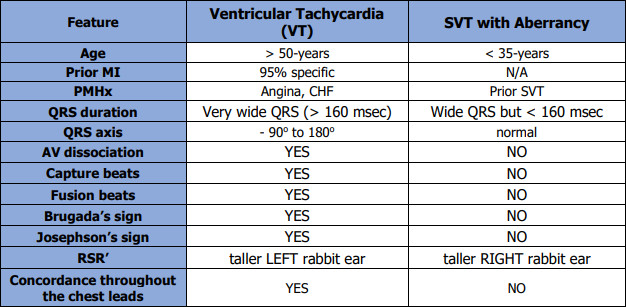 Feature Ventricular Tachycardia (VT) SVT with Aberrancy
Age > 50-years < 35-years
Prior MI 95% specific N/A
PMHx Angina, CHF Prior SVT
QRS duration Very wide QRS (> 160 msec) Wide QRS but < 160 msec
QRS axis - 90º to 180º normal
AV dissociation YES NO
Capture beats YES NO
Fusion beats YES NO
Brugada’s sign YES NO
Josephson’s sign YES NO
RSR’ taller LEFT rabbit ear taller RIGHT rabbit ear
Concordance throughout the chest leads YES NO